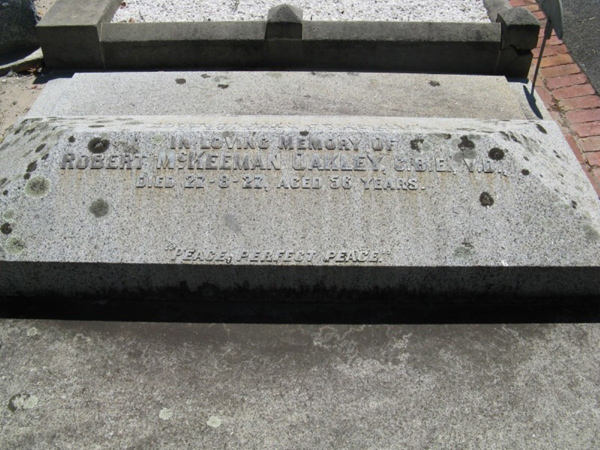 IN LOVING MEMORY OF
ROBERT McKEEMAN OAKLEY, C.B.E., V.D.,
DIED 22-8-27, AGED 56 YEARS.
"PEACE, PERFECT PEACE."